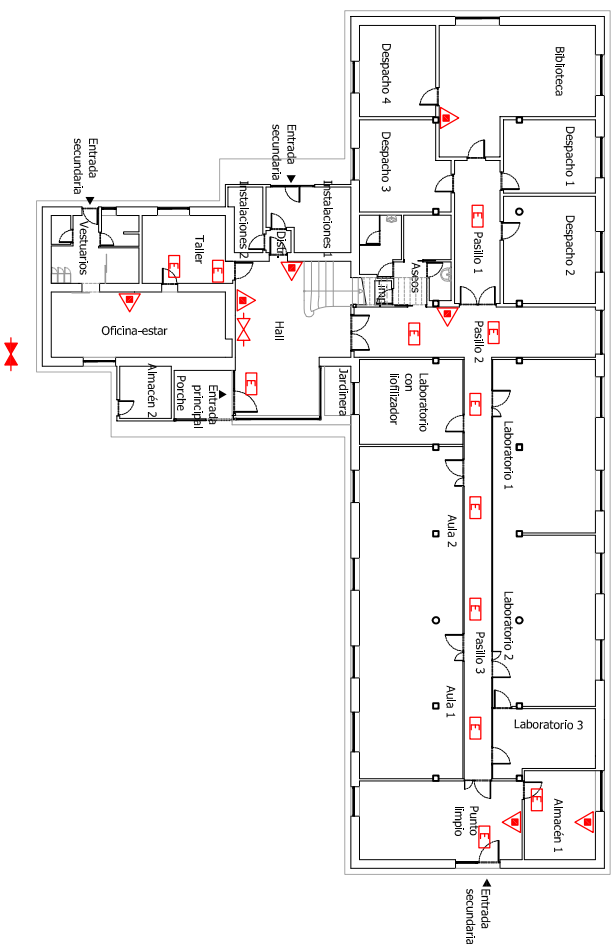 Biblioteca
Despacho 4
Despacho 1
Despacho 3
Despacho 2
Pasillo 1
Entrada
secundaria
Entrada
secundaria
Instalaciones 1
Instalaciones 2
Distr.
Vestuarios
Taller
E
E
E
Aseos
Limp.
Hall
Oficina-estar
Pasillo 2
E
E
E
Almacén 2
Porche
Entrada
principal
Jardinera
Laboratorio
con
liofilizador
E
Laboratorio 1
Aula 2
E
Laboratorio 2
E
Pasillo 3
Aula 1
E
Laboratorio 3
Punto
limpio
E
E
Almacén 1
Entrada
secundaria